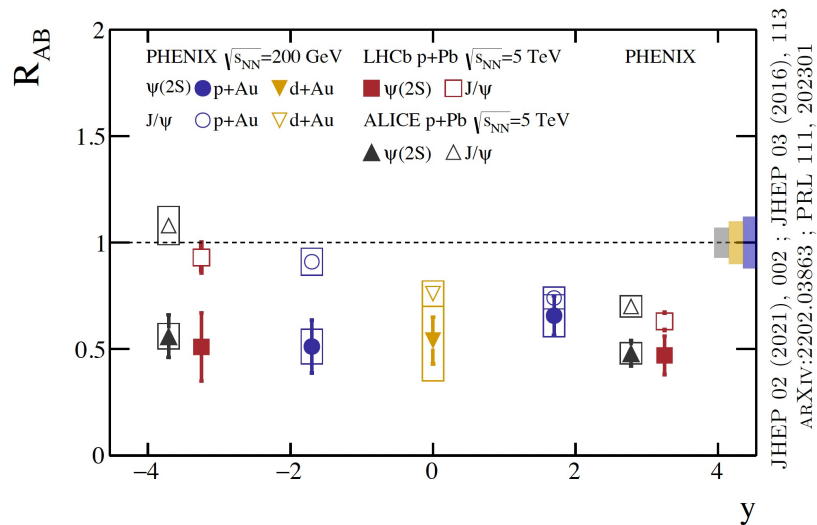 R_AB
2
1.5
1
0.5
0
PHENIX √s_NN=200 GeV
ψ(2S) p+Au d+Au
J/ψ p+Au d+Au
LHCb p+Pb √s_NN=5 TeV
ψ(2S) J/ψ
ALICE p+Pb √s_NN=5 TeV
ψ(2S) J/ψ
PHENIX
−4 −2 0 2 4
y
JHEP 02 (2021), 002 ; JHEP 03 (2016), 113
ARXIV:2202.03863 ; PRL 111, 202301